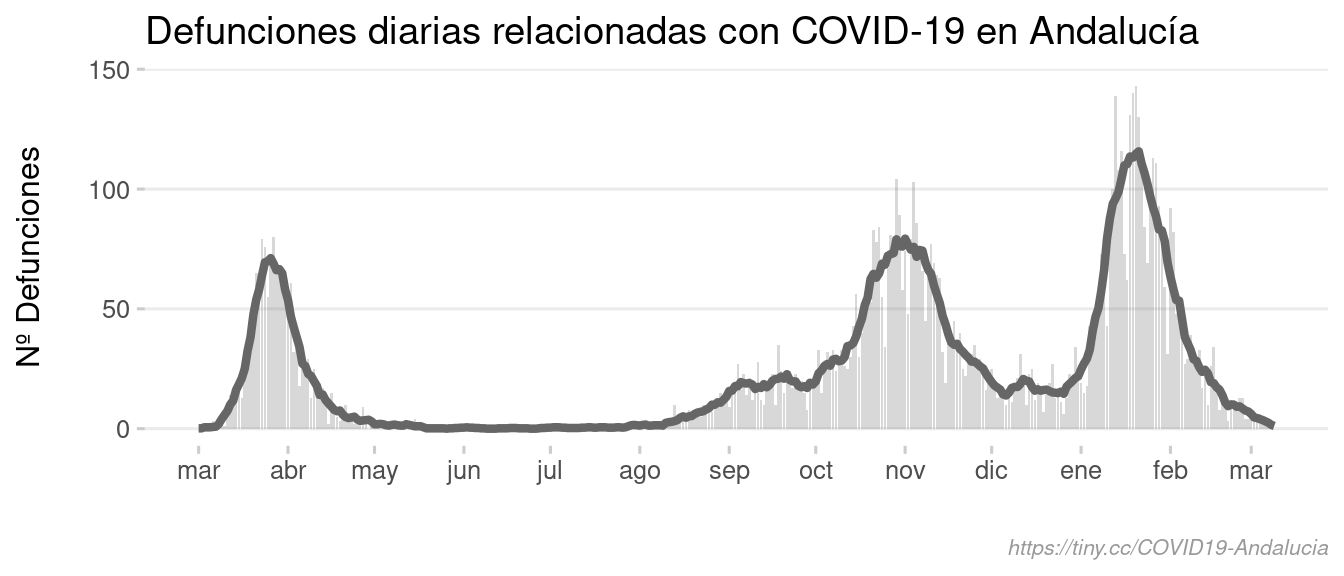 Defunciones diarias relacionadas con COVID-19 en Andalucía
150
100
50
0
Nº Defunciones
mar abr may jun jul ago sep oct nov dic ene feb mar
https://tiny.cc/COVID19-Andalucia